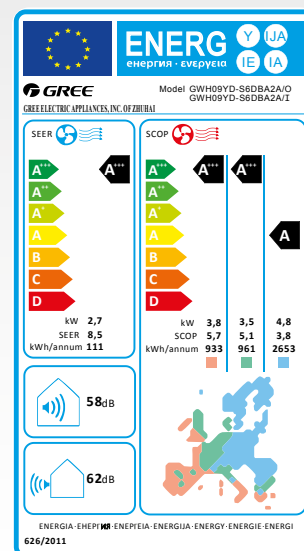 ENERG Y IJA
енергия · ενεργεια IE IA
GREE Model GWH09YD-S6DBA2A/O
GWH09YD-S6DBA2A/I
GREE ELECTRIC APPLIANCES, INC. OF ZHUHAI
SEER
A+++ A+++
A++
A+
A
B
C
D
kW 2,7
SEER 8,5
kWh/annum 111
SCOP
A+++ A+++ A+++
A++
A+
A A
B
C
D
kW 3,8 3,5 4,8
SCOP 5,7 5,1 3,8
kWh/annum 933 961 2653
58dB
62dB
ENERGIA·ЕНЕРГИЯ·ΕΝΕΡΓΕΙΑ·ENERGIJA·ENERGY·ENERGIE·ENERGI
626/2011